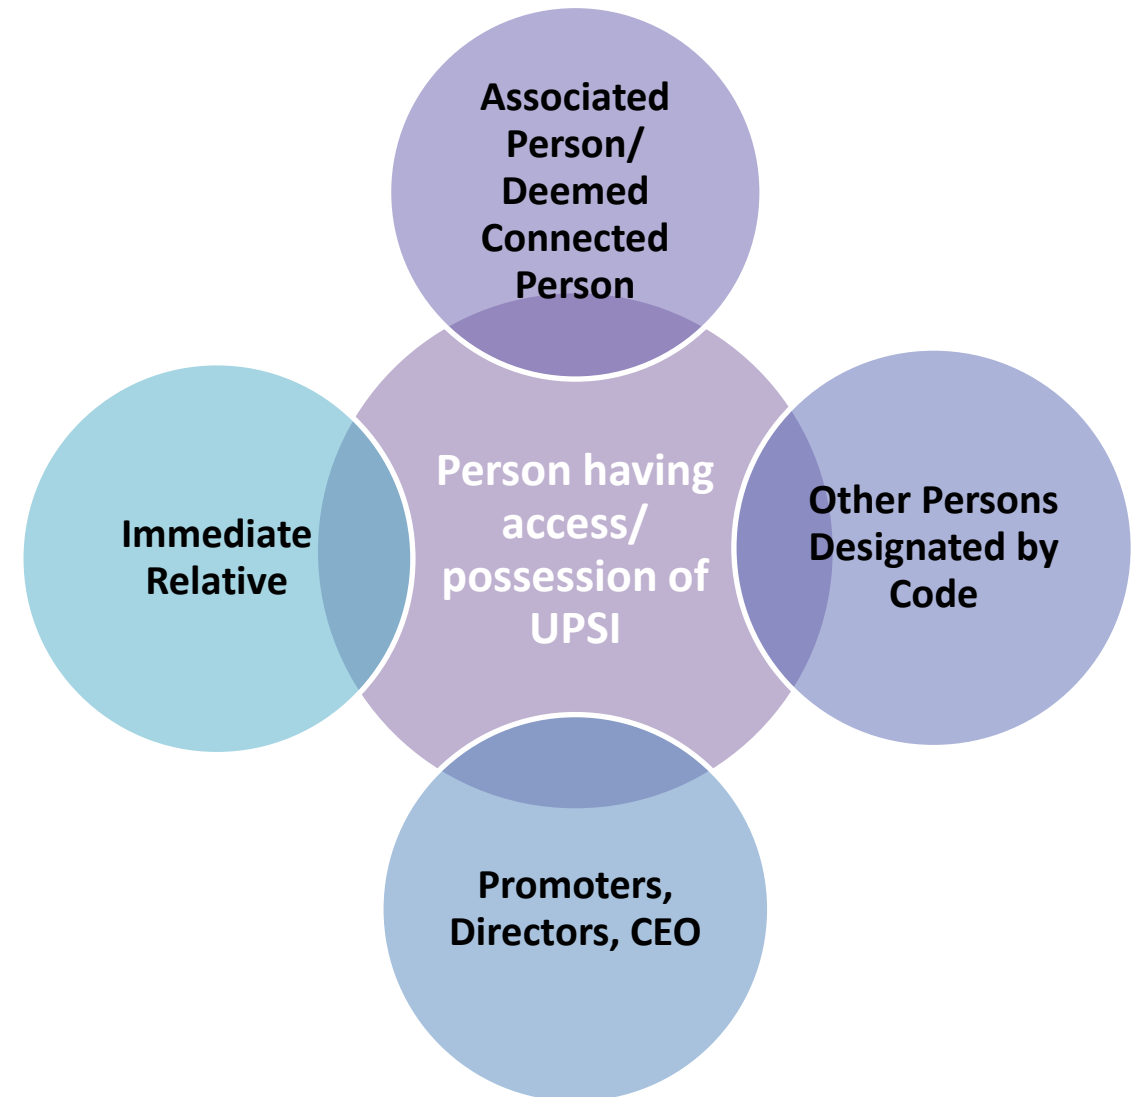 Associated
Person/
Deemed
Connected
Person
Immediate
Relative
Person having
access/
possession of
UPSI
Other Persons
Designated by
Code
Promoters,
Directors, CEO